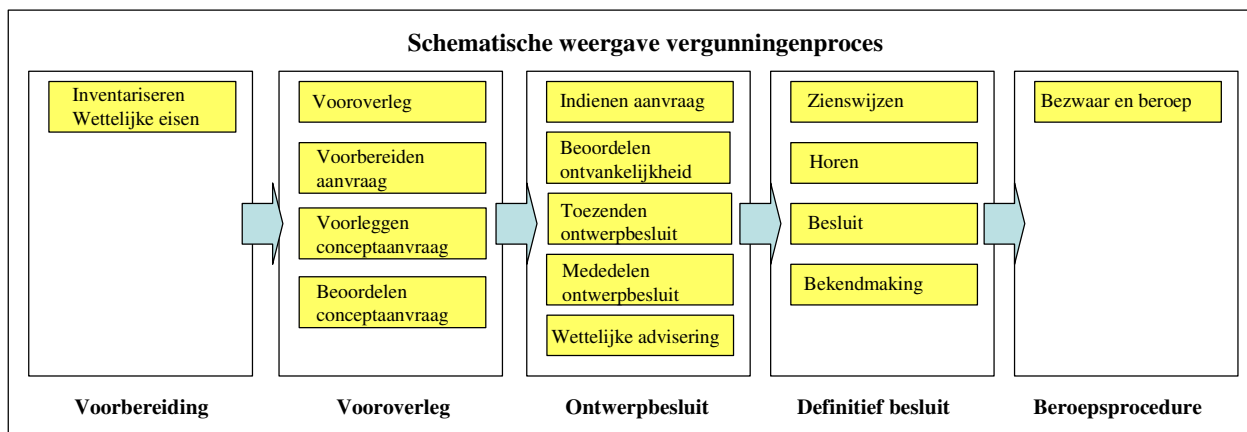 Schematische weergave vergunningenproces
Inventariseren
Wettelijke eisen
Vooroverleg
Voorbereiden
aanvraag
Voorleggen
conceptaanvraag
Beoordelen
conceptaanvraag
Indienen aanvraag
Beoordelen
ontvankelijkheid
Toezenden
ontwerpbesluit
Mededelen
ontwerpbesluit
Wettelijke advisering
Zienswijzen
Horen
Besluit
Bekendmaking
Bezwaar en beroep
Voorbereiding
Vooroverleg
Ontwerpbesluit
Definitief besluit
Beroepsprocedure